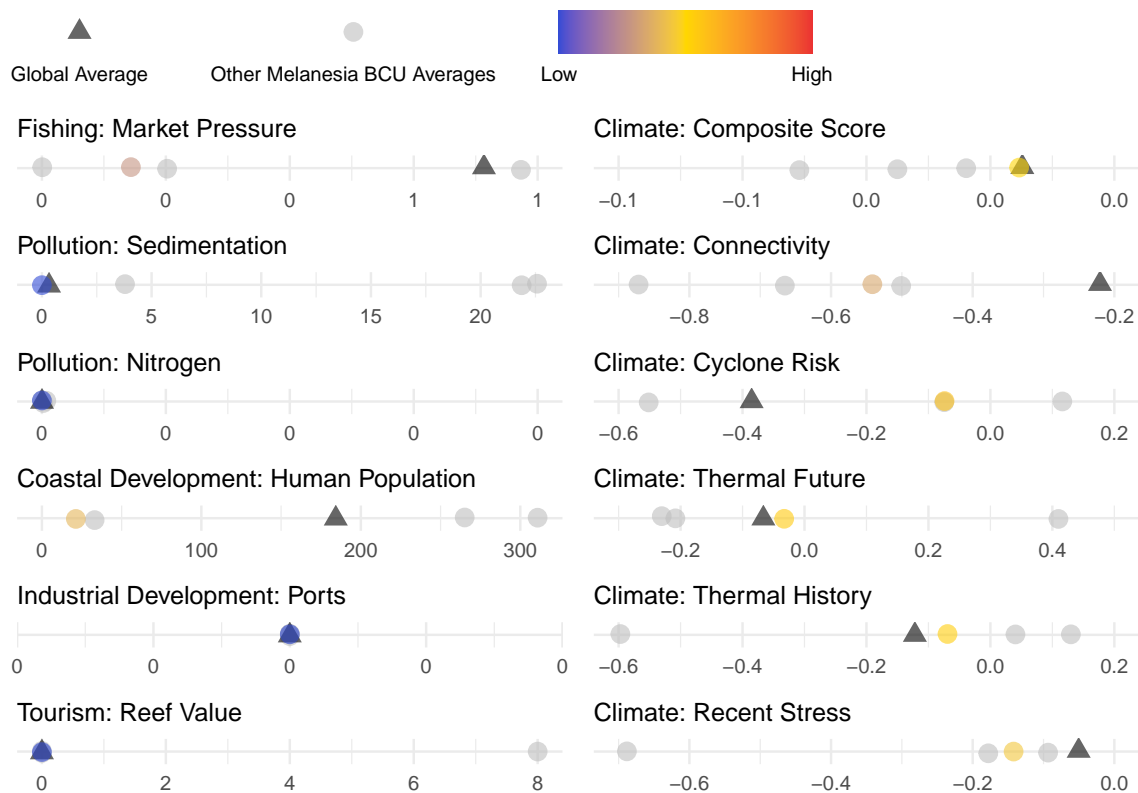 Global Average
Other Melanesia BCU Averages
Low
High
Fishing: Market Pressure
0 0 0 1 1
Climate: Composite Score
−0.1 −0.1 0.0 0.0 0.0
Pollution: Sedimentation
0 5 10 15 20
Climate: Connectivity
−0.8 −0.6 −0.4 −0.2
Pollution: Nitrogen
0 0 0 0 0
Climate: Cyclone Risk
−0.6 −0.4 −0.2 0.0 0.2
Coastal Development: Human Population
0 100 200 300
Climate: Thermal Future
−0.2 0.0 0.2 0.4
Industrial Development: Ports
0 0 0 0 0
Climate: Thermal History
−0.6 −0.4 −0.2 0.0 0.2
Tourism: Reef Value
0 2 4 6 8
Climate: Recent Stress
−0.6 −0.4 −0.2 0.0